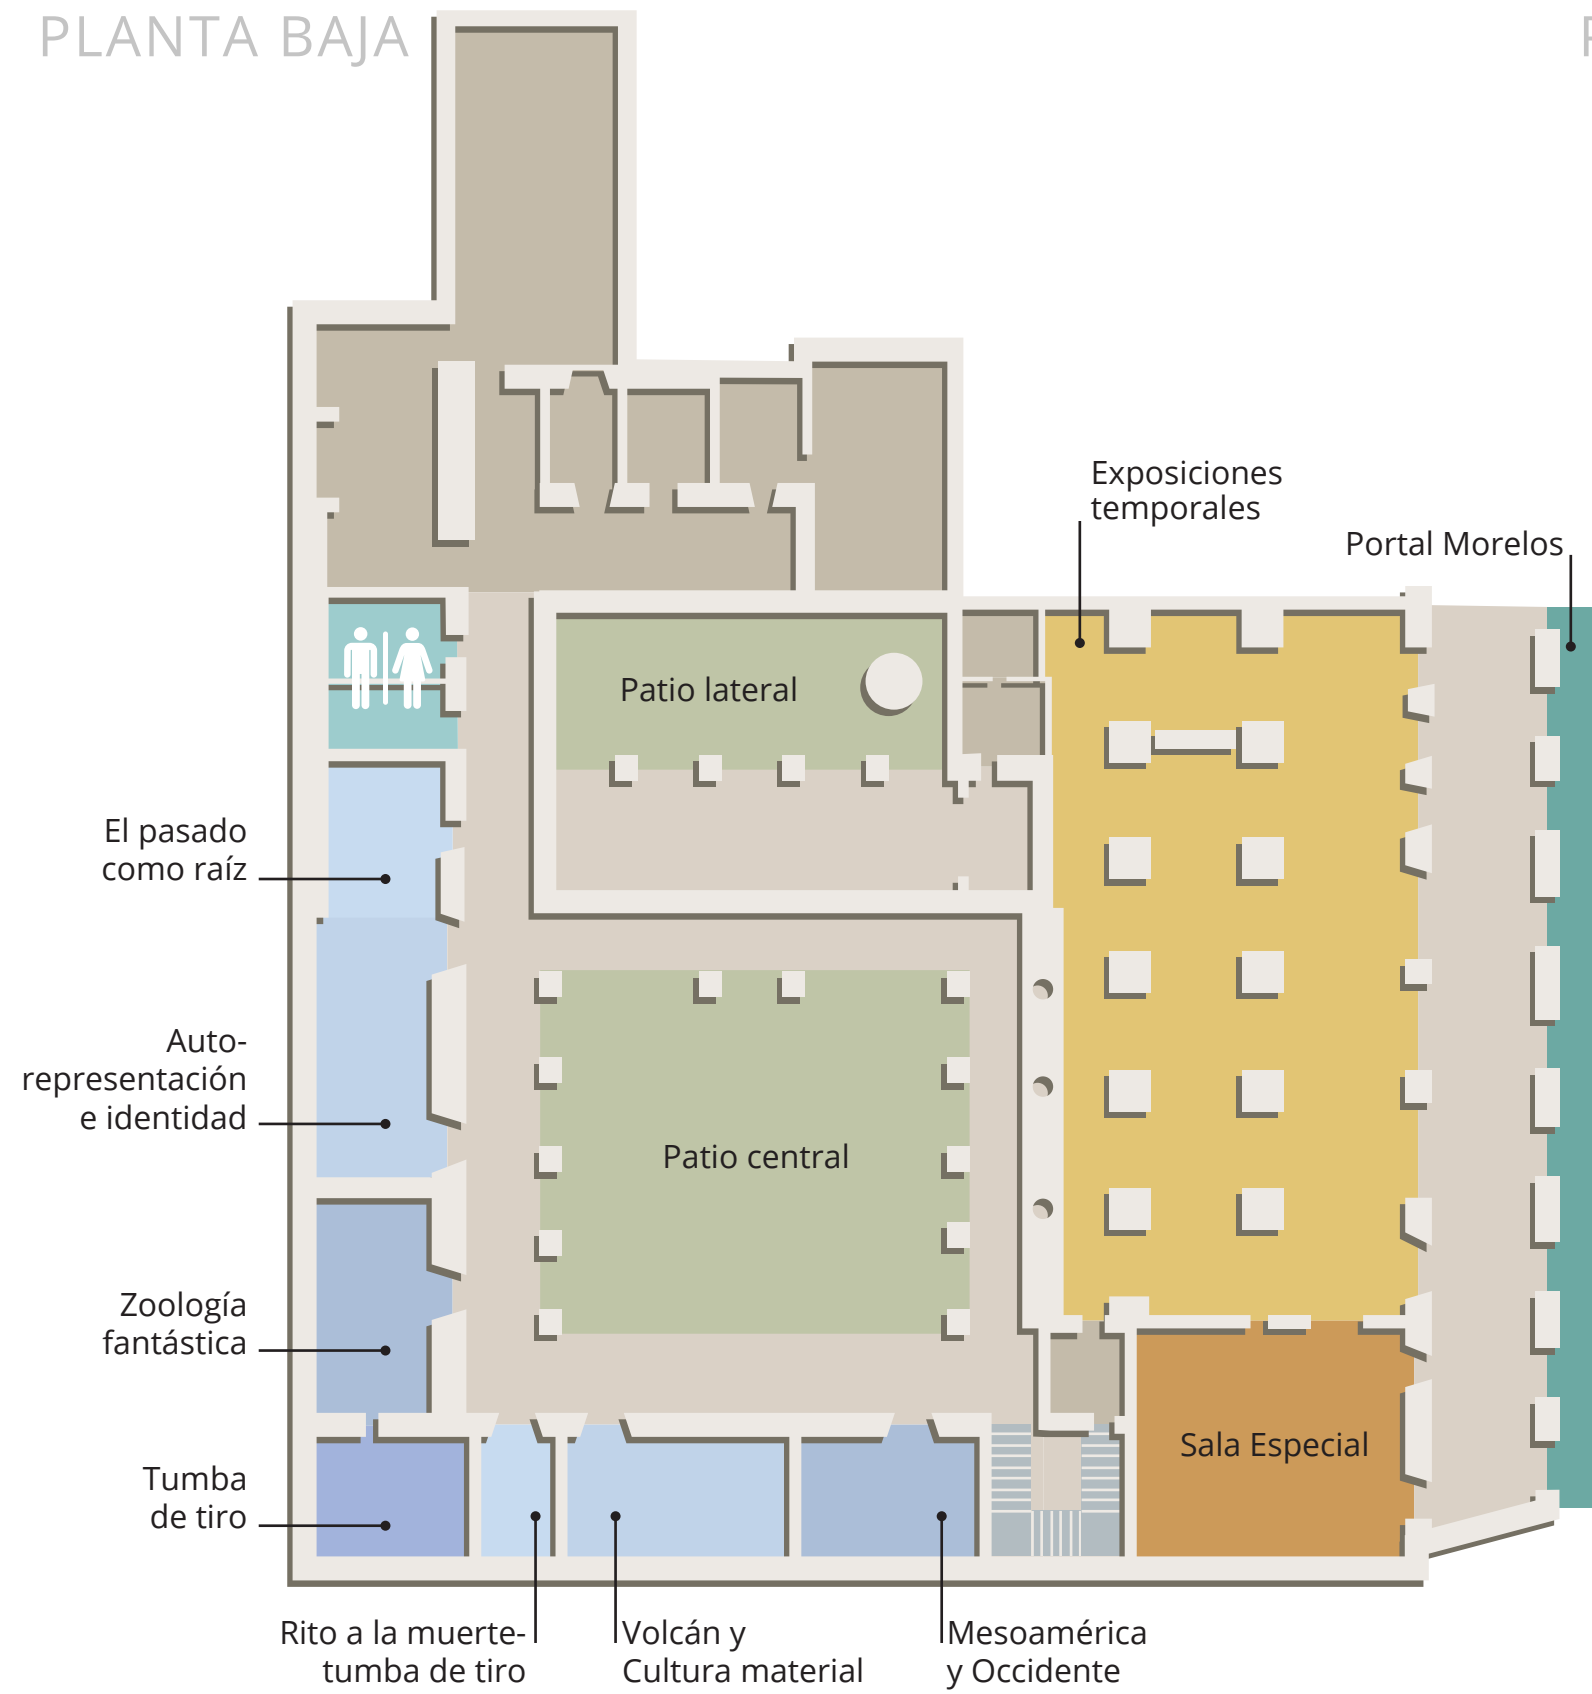 PLANTA BAJA
Exposiciones
temporales
Portal Morelos
Patio lateral
El pasado
como raíz
Auto-
representación
e identidad
Patio central
Zoología
fantástica
Sala Especial
Tumba
de tiro
Rito a la muerte-
tumba de tiro
Volcán y
Cultura material
Mesoamérica
y Occidente